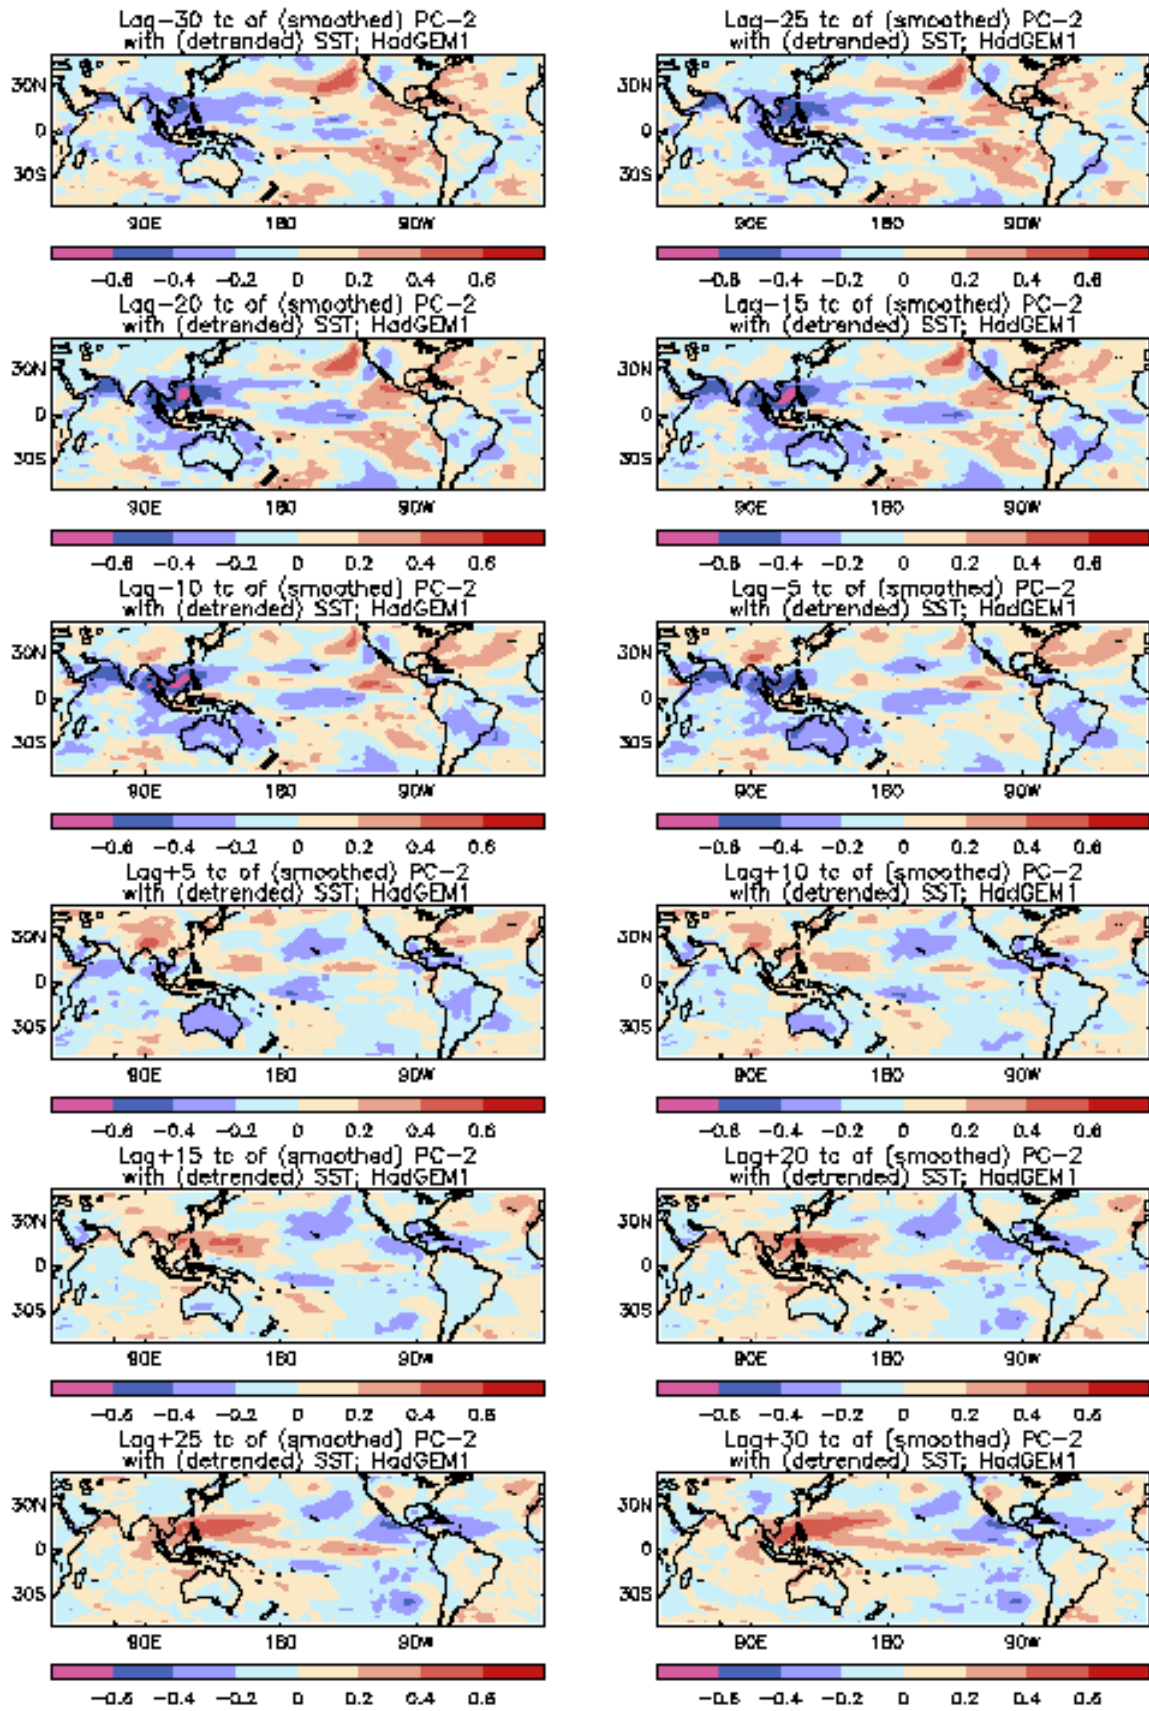 Lag-30 tc of (smoothed) PC-2
with (detrended) SST; HadGEM1
30N
0
30S
90E 180 90W
-0.6 -0.4 -0.2 0 0.2 0.4 0.6
Lag-25 tc of (smoothed) PC-2
with (detrended) SST; HadGEM1
30N
0
30S
90E 180 90W
-0.6 -0.4 -0.2 0 0.2 0.4 0.6
Lag-20 tc of (smoothed) PC-2
with (detrended) SST; HadGEM1
30N
0
30S
90E 180 90W
-0.6 -0.4 -0.2 0 0.2 0.4 0.6
Lag-15 tc of (smoothed) PC-2
with (detrended) SST; HadGEM1
30N
0
30S
90E 180 90W
-0.6 -0.4 -0.2 0 0.2 0.4 0.6
Lag-10 tc of (smoothed) PC-2
with (detrended) SST; HadGEM1
30N
0
30S
90E 180 90W
-0.6 -0.4 -0.2 0 0.2 0.4 0.6
Lag-5 tc of (smoothed) PC-2
with (detrended) SST; HadGEM1
30N
0
30S
90E 180 90W
-0.6 -0.4 -0.2 0 0.2 0.4 0.6
Lag+5 tc of (smoothed) PC-2
with (detrended) SST; HadGEM1
30N
0
30S
90E 180 90W
-0.6 -0.4 -0.2 0 0.2 0.4 0.6
Lag+10 tc of (smoothed) PC-2
with (detrended) SST; HadGEM1
30N
0
30S
90E 180 90W
-0.6 -0.4 -0.2 0 0.2 0.4 0.6
Lag+15 tc of (smoothed) PC-2
with (detrended) SST; HadGEM1
30N
0
30S
90E 180 90W
-0.6 -0.4 -0.2 0 0.2 0.4 0.6
Lag+20 tc of (smoothed) PC-2
with (detrended) SST; HadGEM1
30N
0
30S
90E 180 90W
-0.6 -0.4 -0.2 0 0.2 0.4 0.6
Lag+25 tc of (smoothed) PC-2
with (detrended) SST; HadGEM1
30N
0
30S
90E 180 90W
-0.6 -0.4 -0.2 0 0.2 0.4 0.6
Lag+30 tc of (smoothed) PC-2
with (detrended) SST; HadGEM1
30N
0
30S
90E 180 90W
-0.6 -0.4 -0.2 0 0.2 0.4 0.6